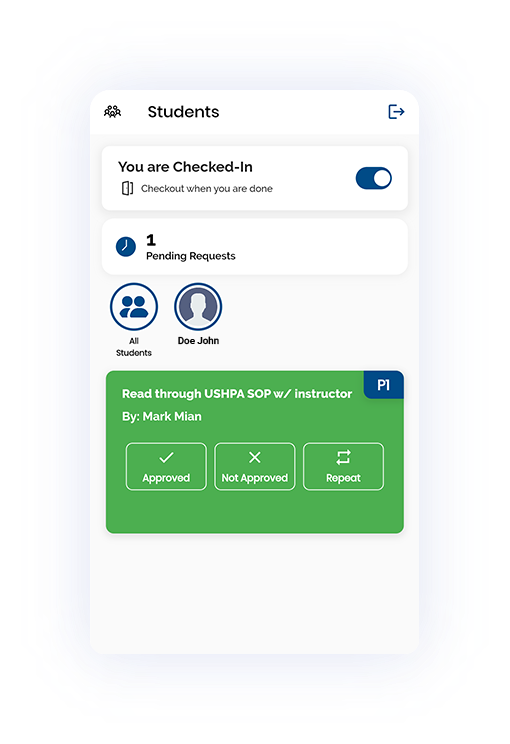 Students
You are Checked-In
Checkout when you are done
1
Pending Requests
All
Students
Doe John
P1
Read through USHPA SOP w/ instructor
By: Mark Mian
Approved
Not Approved
Repeat